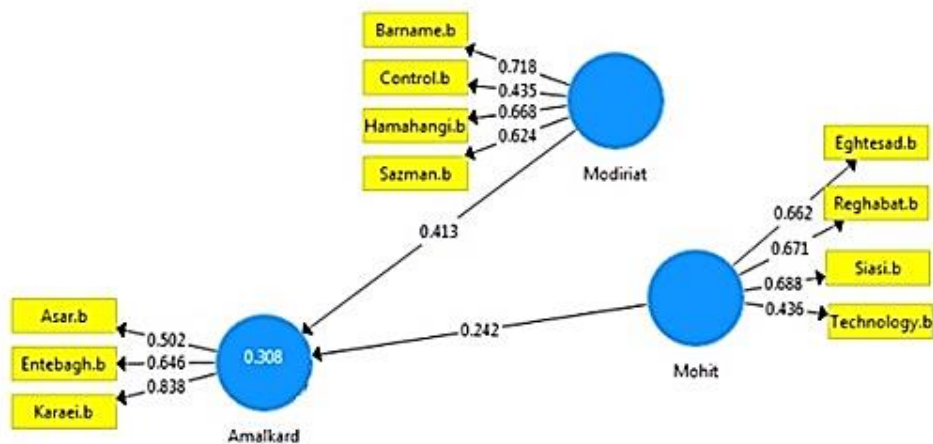 Barname.b
0.718
Control.b
0.435
Hamahangi.b
0.668
Sazman.b
0.624
Modiriat
Eghtesad.b
0.662
Reghabat.b
0.671
Siasi.b
0.688
Technology.b
0.436
Mohit
0.413
0.242
Asar.b
0.502
Entebagh.b
0.646
Karaei.b
0.838
0.308
Amalkard